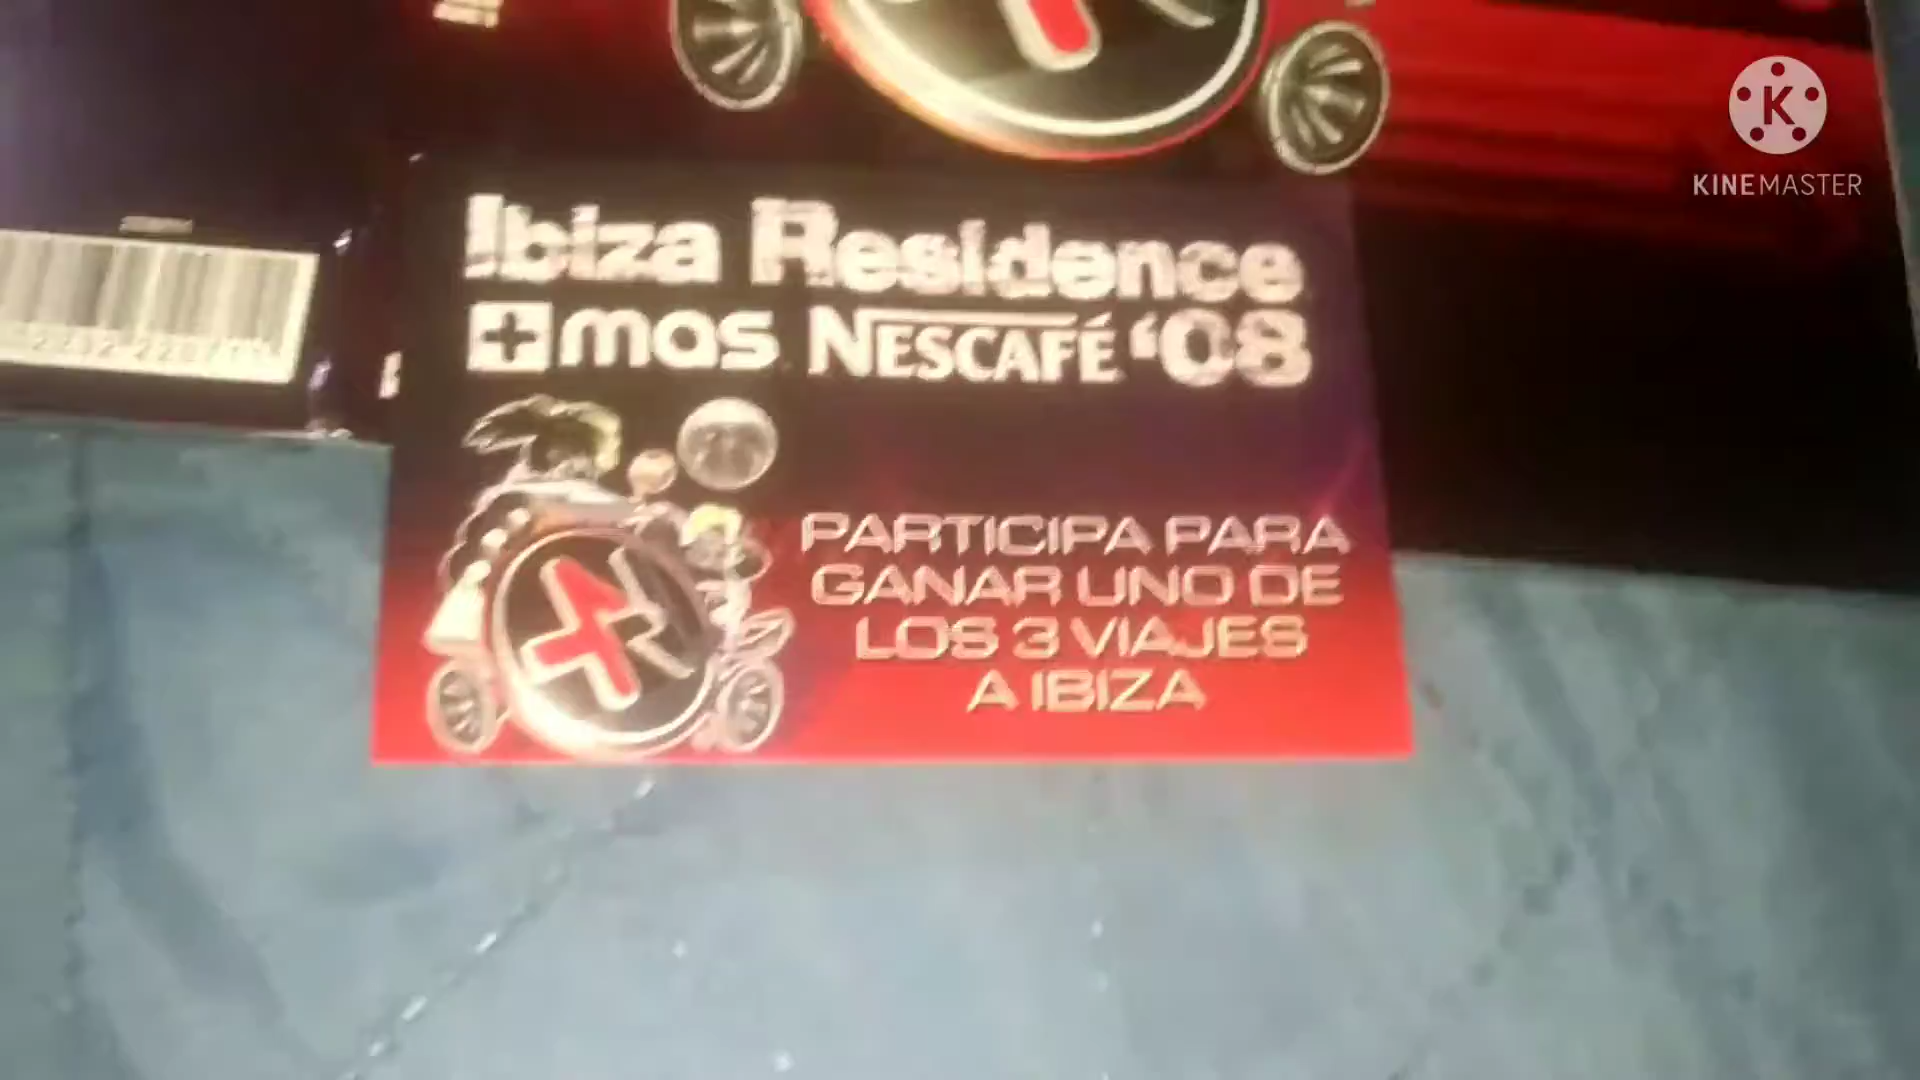 KINEMASTER
Ibiza Residence
+mas NESCAFÉ '08
PARTICIPA PARA
GANAR UNO DE
LOS 3 VIAJES
A IBIZA